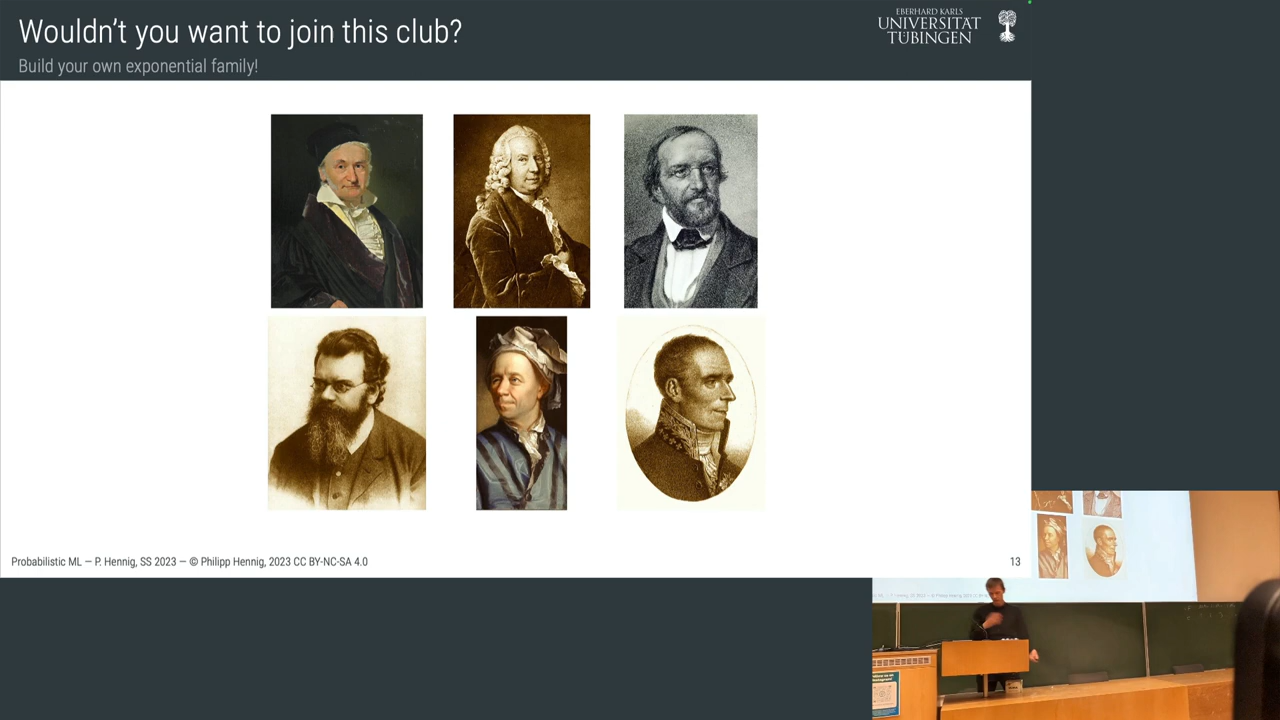 Wouldn't you want to join this club?
Build your own exponential family!
EBERHARD KARLS
UNIVERSITÄT
TÜBINGEN
Probabilistic ML — P. Hennig, SS 2023 — © Philipp Hennig, 2023 CC BY-NC-SA 4.0
13